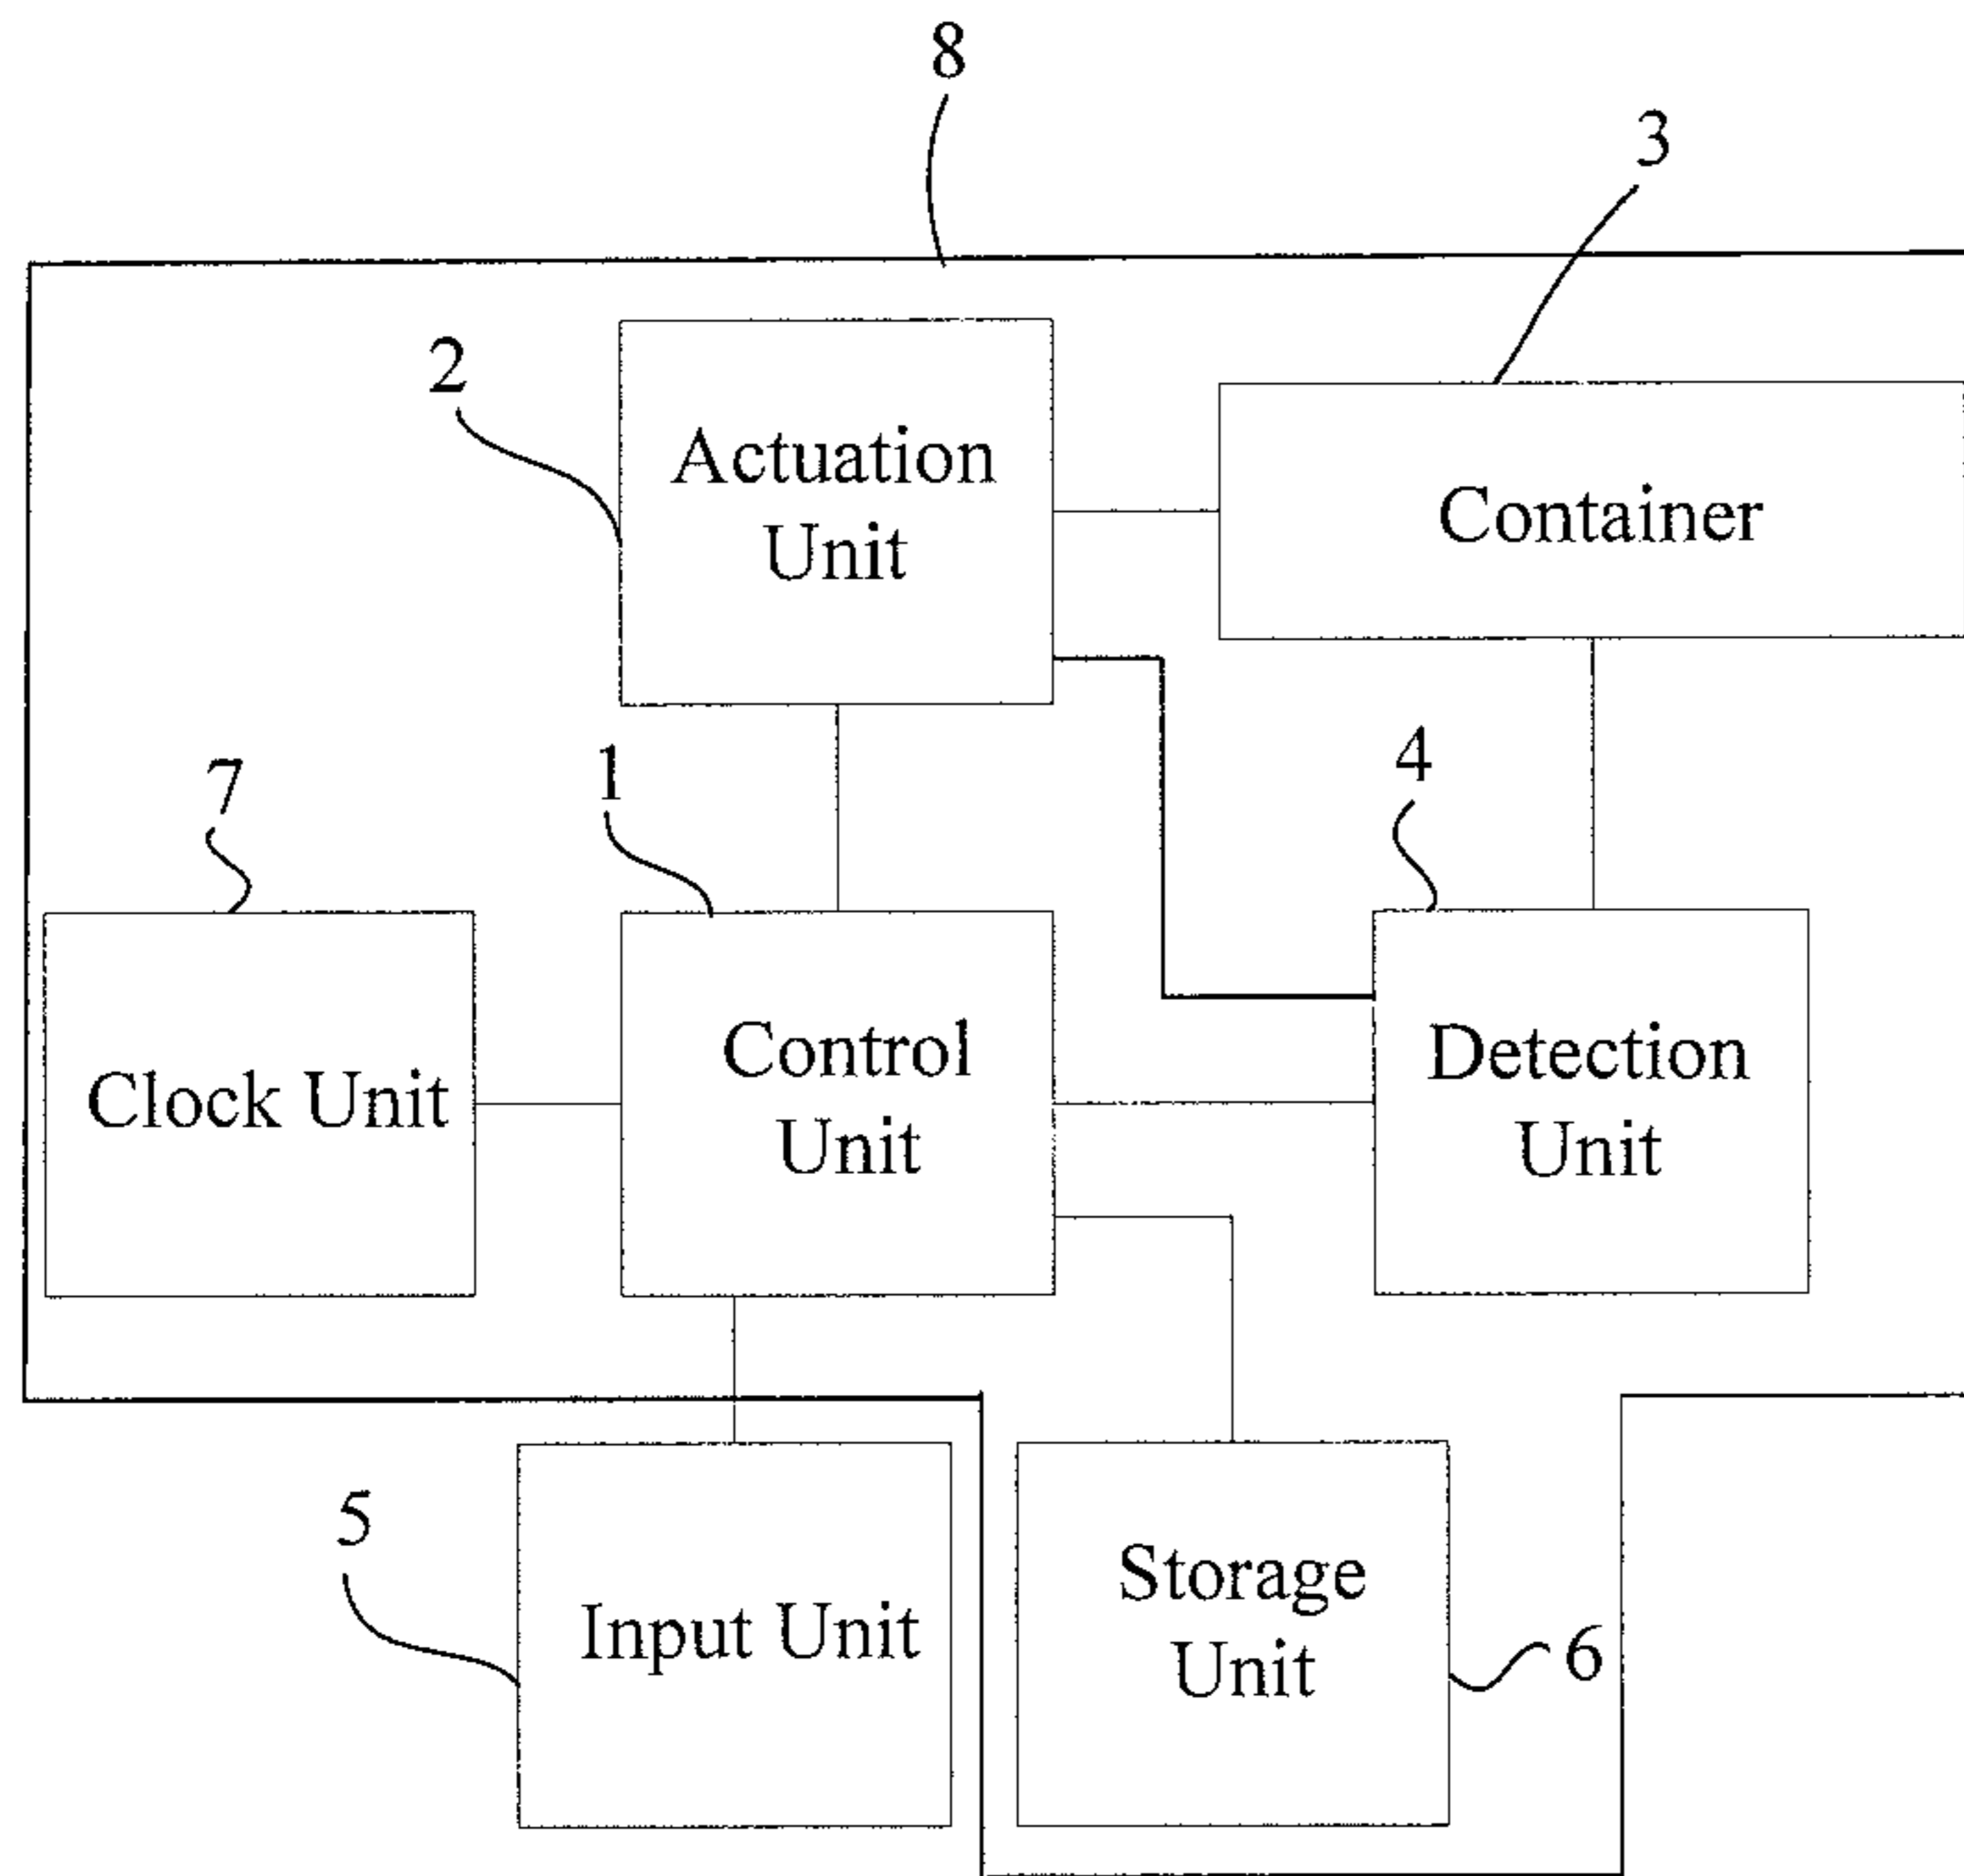 8
3
2
Actuation
Unit
Container
7
1
4
Clock Unit
Control
Unit
Detection
Unit
5
Input Unit
Storage
Unit
6